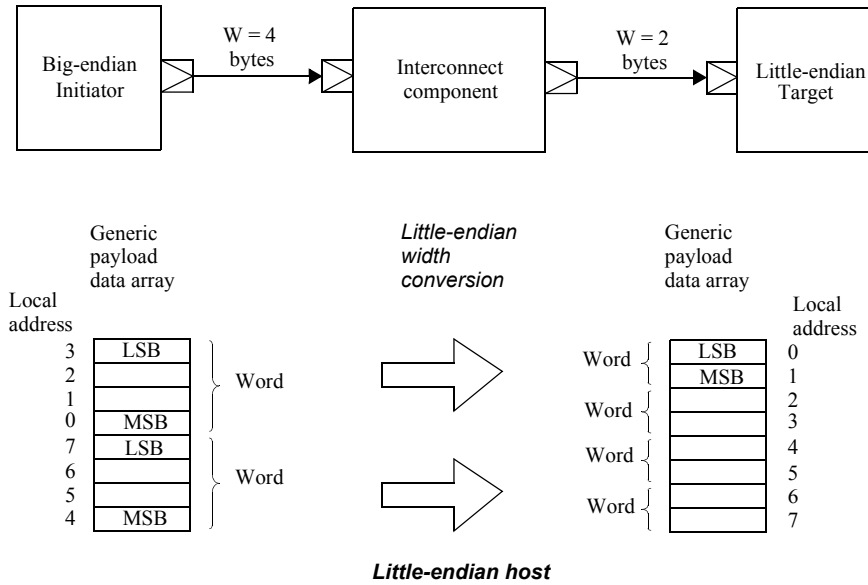 W = 4
bytes
W = 2
bytes
Big-endian
Initiator
Interconnect
component
Little-endian
Target
Generic
payload
data array
Little-endian
width
conversion
Generic
payload
data array
Local
address
Local
address
3 LSB
2
1
0 MSB
7 LSB
6
5
4 MSB
Word
Word
LSB 0
MSB 1
2
3
4
5
6
7
Word
Word
Word
Word
Little-endian host